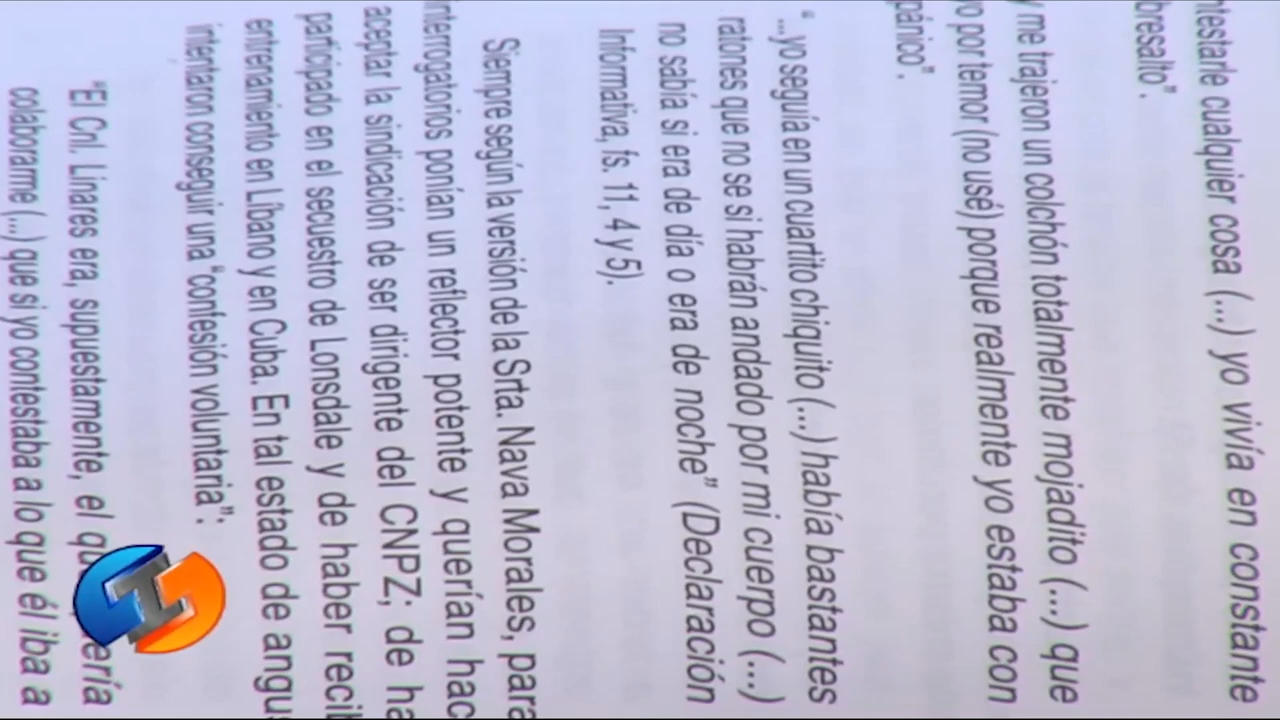 ntestarle cualquier cosa (...) yo vivía en constante
bresalto".
y me trajeron un colchón totalmente mojadito (...) que
yo por temor (no usé) porque realmente yo estaba con
pánico".
"...yo seguía en un cuartito chiquito (...) había bastantes
ratones que no se si habrán andado por mi cuerpo (...)
no sabía si era de día o era de noche" (Declaración
Informativa, fs. 11, 4 y 5).
Siempre según la versión de la Srta. Nava Morales, para
interrogatorios ponían un reflector potente y querían hac
aceptar la sindicación de ser dirigente del CNPZ; de ha
participado en el secuestro de Lonsdale y de haber recib
entrenamiento en Líbano y en Cuba. En tal estado de angus
intentaron conseguir una "confesión voluntaria":
"El Cnl. Linares era, supuestamente, el
colaborarme (...) que si yo contestaba a lo que él iba a